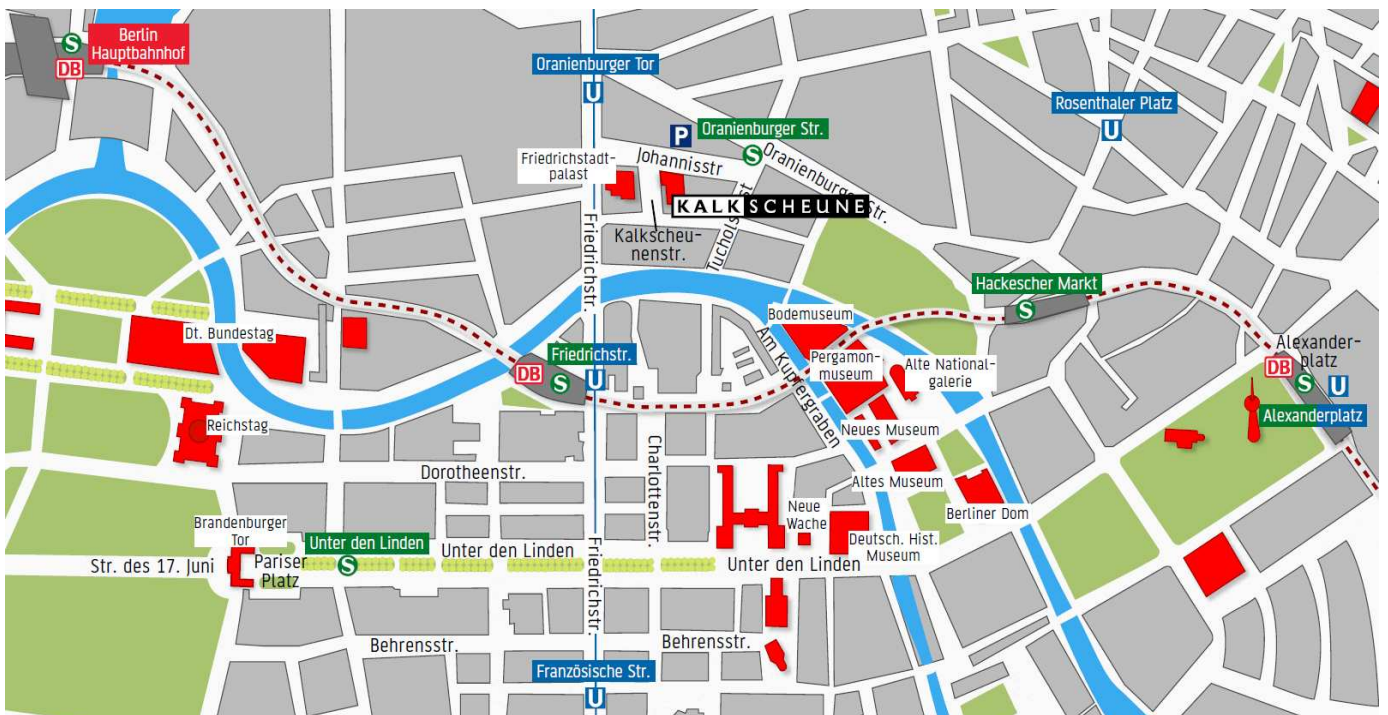 Berlin
Hauptbahnhof
S
DB
Oranienburger Tor
U
P
Oranienburger Str.
S
Rosenthaler Platz
U
Johannisstr
Oranienburger Str.
Friedrichstadt-
palast
KALKSCHEUNE
Kalkscheu-
nenstr.
Tucholskyst
Friedrichstr.
Hackescher Markt
S
Bodemuseum
Dt. Bundestag
Friedrichstr.
DB
S
U
Am Kupfergraben
Pergamon-
museum
Alte National-
galerie
Alexander-
platz
DB
S
U
Alexanderplatz
Reichstag
Neues Museum
Charlottenstr.
Dorotheenstr.
Altes Museum
Berliner Dom
Neue
Wache
Deutsch. Hist.
Museum
Brandenburger
Tor
Unter den Linden
S
Unter den Linden
Friedrichstr.
Unter den Linden
Str. des 17. Juni
Pariser
Platz
Behrensstr.
Behrensstr.
Französische Str.
U